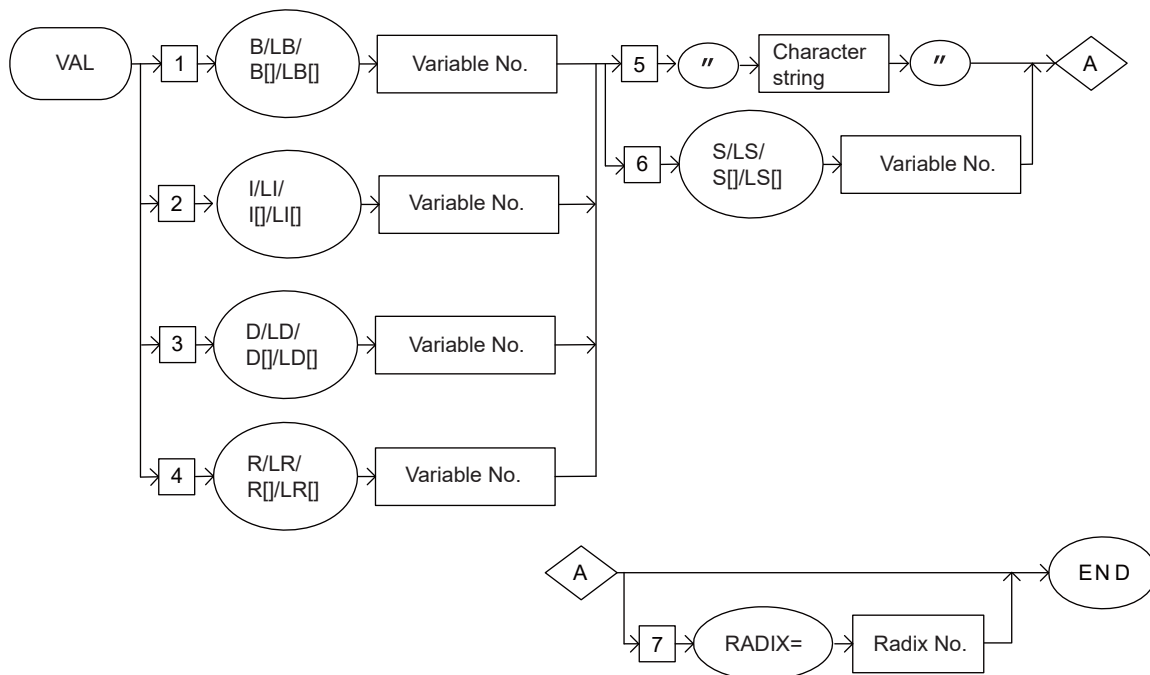 VAL
1
B/LB/
B[]/LB[]
Variable No.
5
"
Character
string
"
A
6
S/LS/
S[]/LS[]
Variable No.
2
I/LI/
I[]/LI[]
Variable No.
3
D/LD/
D[]/LD[]
Variable No.
4
R/LR/
R[]/LR[]
Variable No.
A
END
7
RADIX=
Radix No.